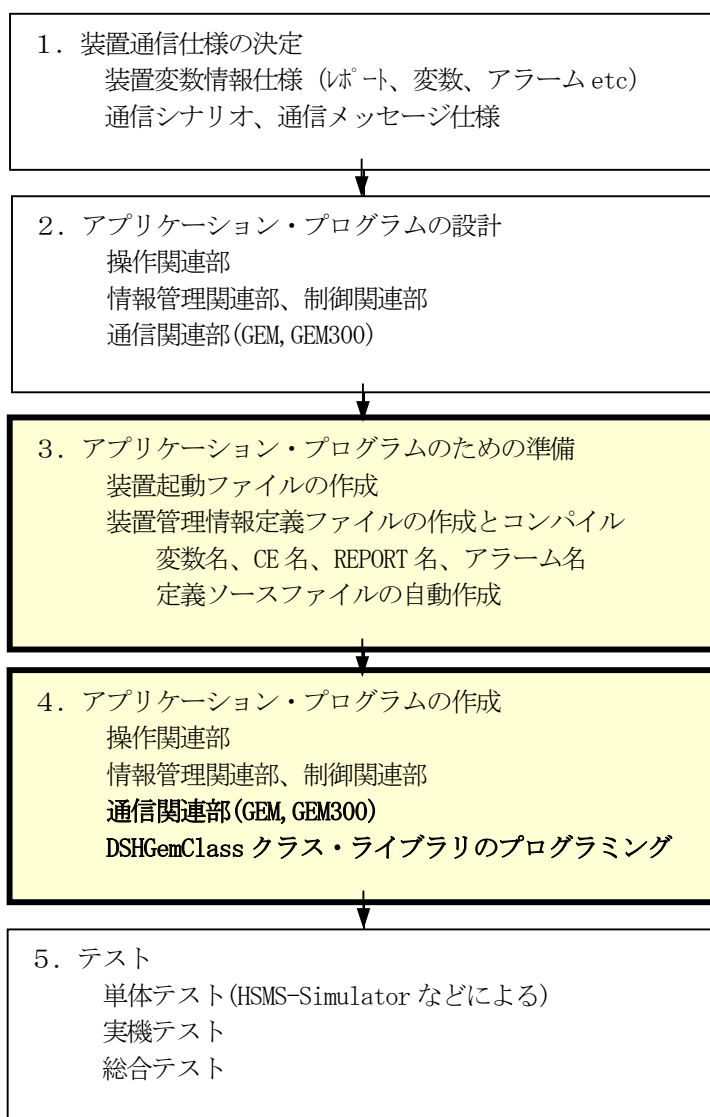 １．装置通信仕様の決定
装置変数情報仕様（ﾚﾎﾟｰﾄ、変数、アラーム etc）
通信シナリオ、通信メッセージ仕様
２．アプリケーション・プログラムの設計
操作関連部
情報管理関連部、制御関連部
通信関連部(GEM,GEM300)
３．アプリケーション・プログラムのための準備
装置起動ファイルの作成
装置管理情報定義ファイルの作成とコンパイル
変数名、CE 名、REPORT 名、アラーム名
定義ソースファイルの自動作成
４．アプリケーション・プログラムの作成
操作関連部
情報管理関連部、制御関連部
通信関連部(GEM,GEM300)
DSHGemClass クラス・ライブラリのプログラミング
５．テスト
単体テスト(HSMS-Simulator などによる)
実機テスト
総合テスト